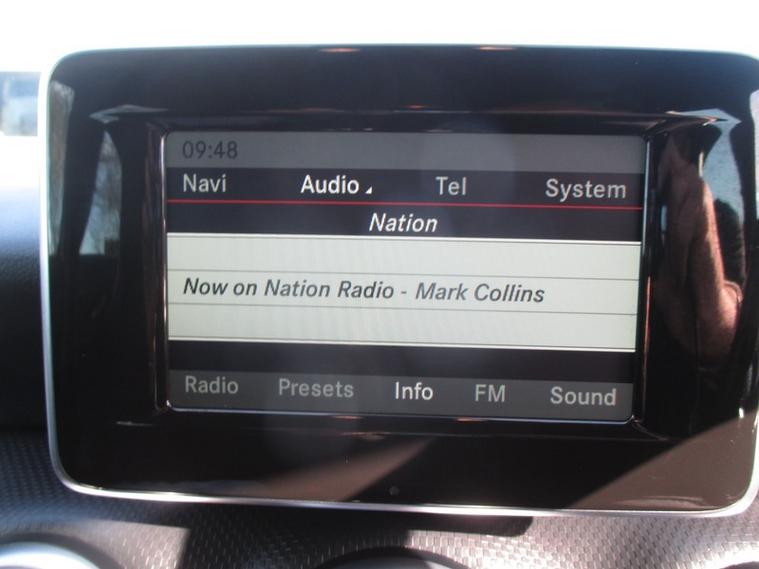 09:48
Navi Audio Tel System
Nation
Now on Nation Radio - Mark Collins
Radio Presets Info FM Sound